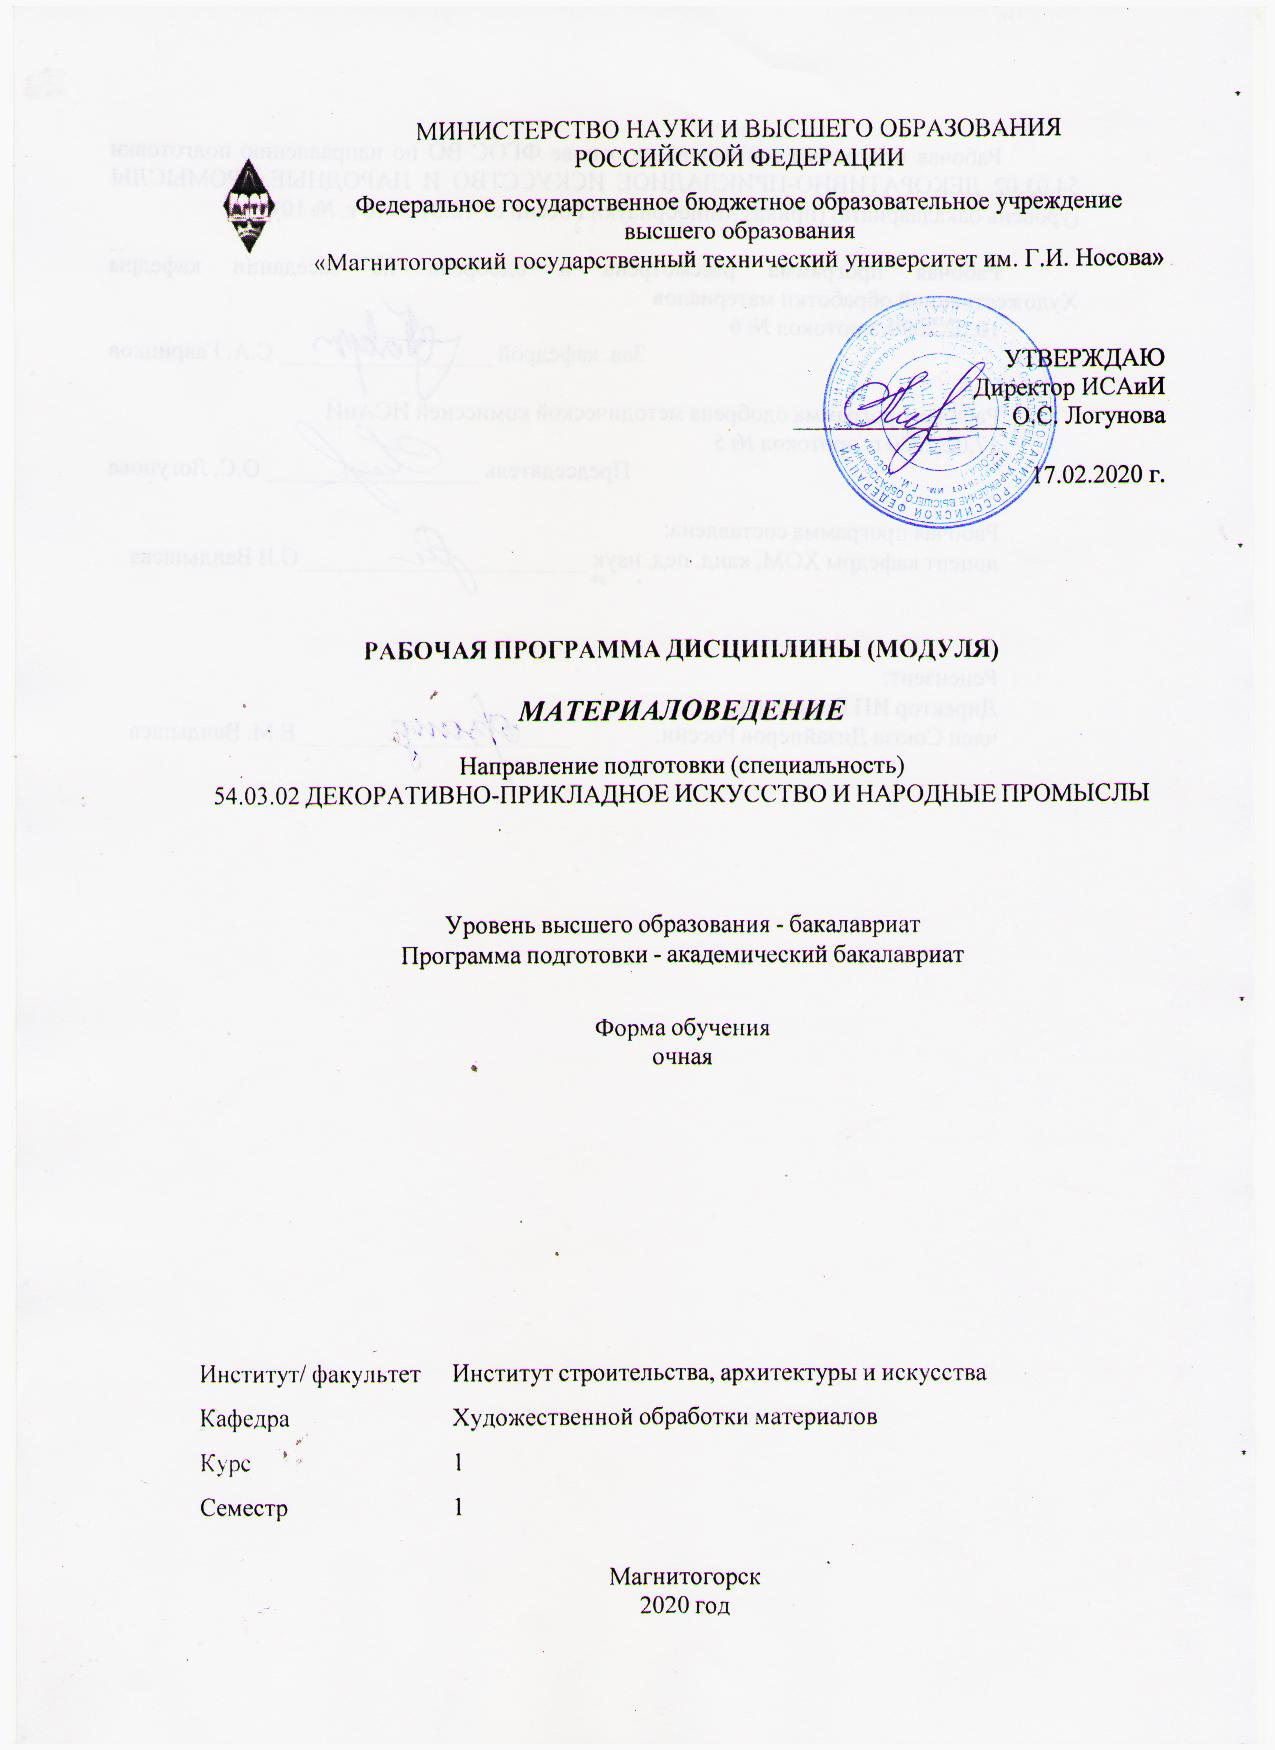 МИНИСТЕРСТВО НАУКИ И ВЫСШЕГО ОБРАЗОВАНИЯ
РОССИЙСКОЙ ФЕДЕРАЦИИ
Федеральное государственное бюджетное образовательное учреждение
высшего образования
«Магнитогорский государственный технический университет им. Г.И. Носова»
УТВЕРЖДАЮ
Директор ИСАиИ
О.С. Логунова
17.02.2020 г.
РАБОЧАЯ ПРОГРАММА ДИСЦИПЛИНЫ (МОДУЛЯ)
МАТЕРИАЛОВЕДЕНИЕ
Направление подготовки (специальность)
54.03.02 ДЕКОРАТИВНО-ПРИКЛАДНОЕ ИСКУССТВО И НАРОДНЫЕ ПРОМЫСЛЫ
Уровень высшего образования - бакалавриат
Программа подготовки - академический бакалавриат
Форма обучения
очная
Институт/ факультет Институт строительства, архитектуры и искусства
Кафедра Художественной обработки материалов
Курс 1
Семестр 1
Магнитогорск
2020 год